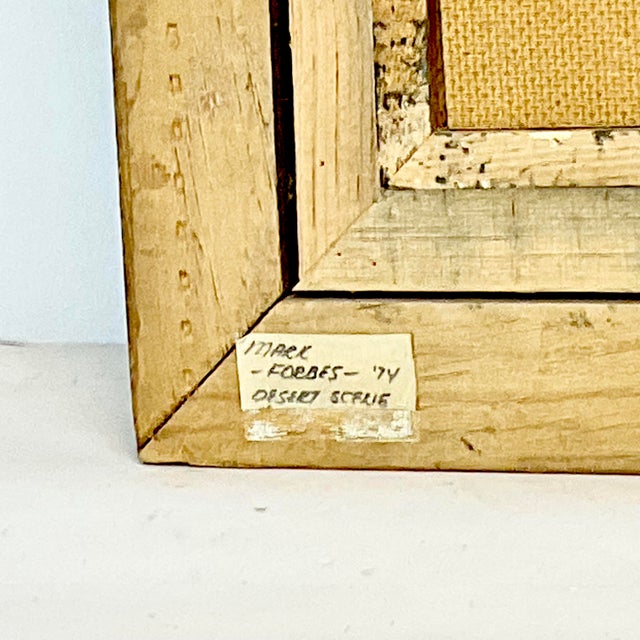 MARK
-FORBES- '74
DESERT SCENE